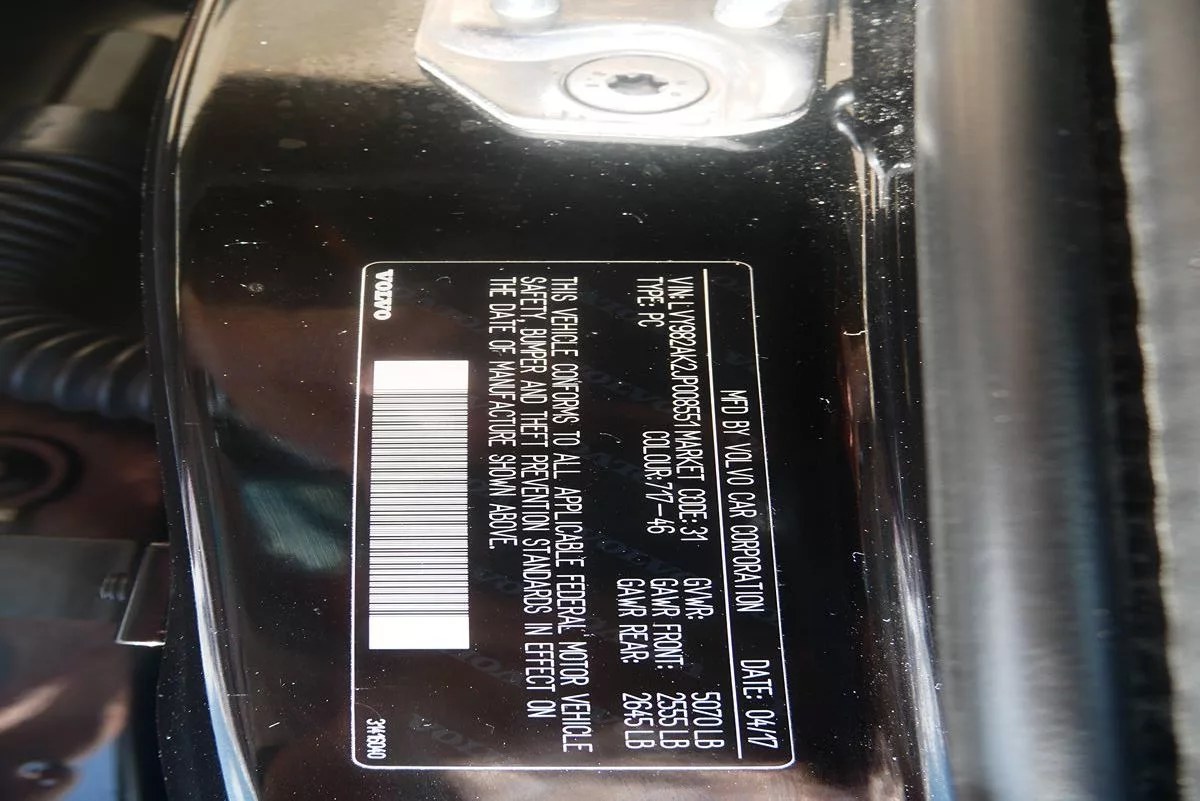 MFD BY VOLVO CAR CORPORATION DATE: 04/17
VIN: LVY982AK2JP008551 MARKET CODE: 31 GVWR: 5070 LB
TYPE: PC COLOUR: 717-46 GAWR FRONT: 2555 LB
GAWR REAR: 2645 LB
THIS VEHICLE CONFORMS TO ALL APPLICABLE FEDERAL MOTOR VEHICLE
SAFETY, BUMPER AND THEFT PREVENTION STANDARDS IN EFFECT ON
THE DATE OF MANUFACTURE SHOWN ABOVE.
VOLVO